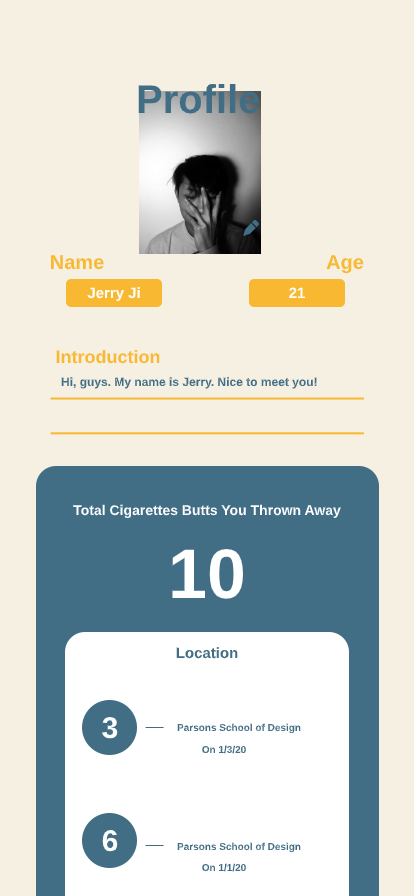 Profile
Name
Age
Jerry Ji
21
Introduction
Hi, guys. My name is Jerry. Nice to meet you!
Total Cigarettes Butts You Thrown Away
10
Location
3
Parsons School of Design
On 1/3/20
6
Parsons School of Design
On 1/1/20